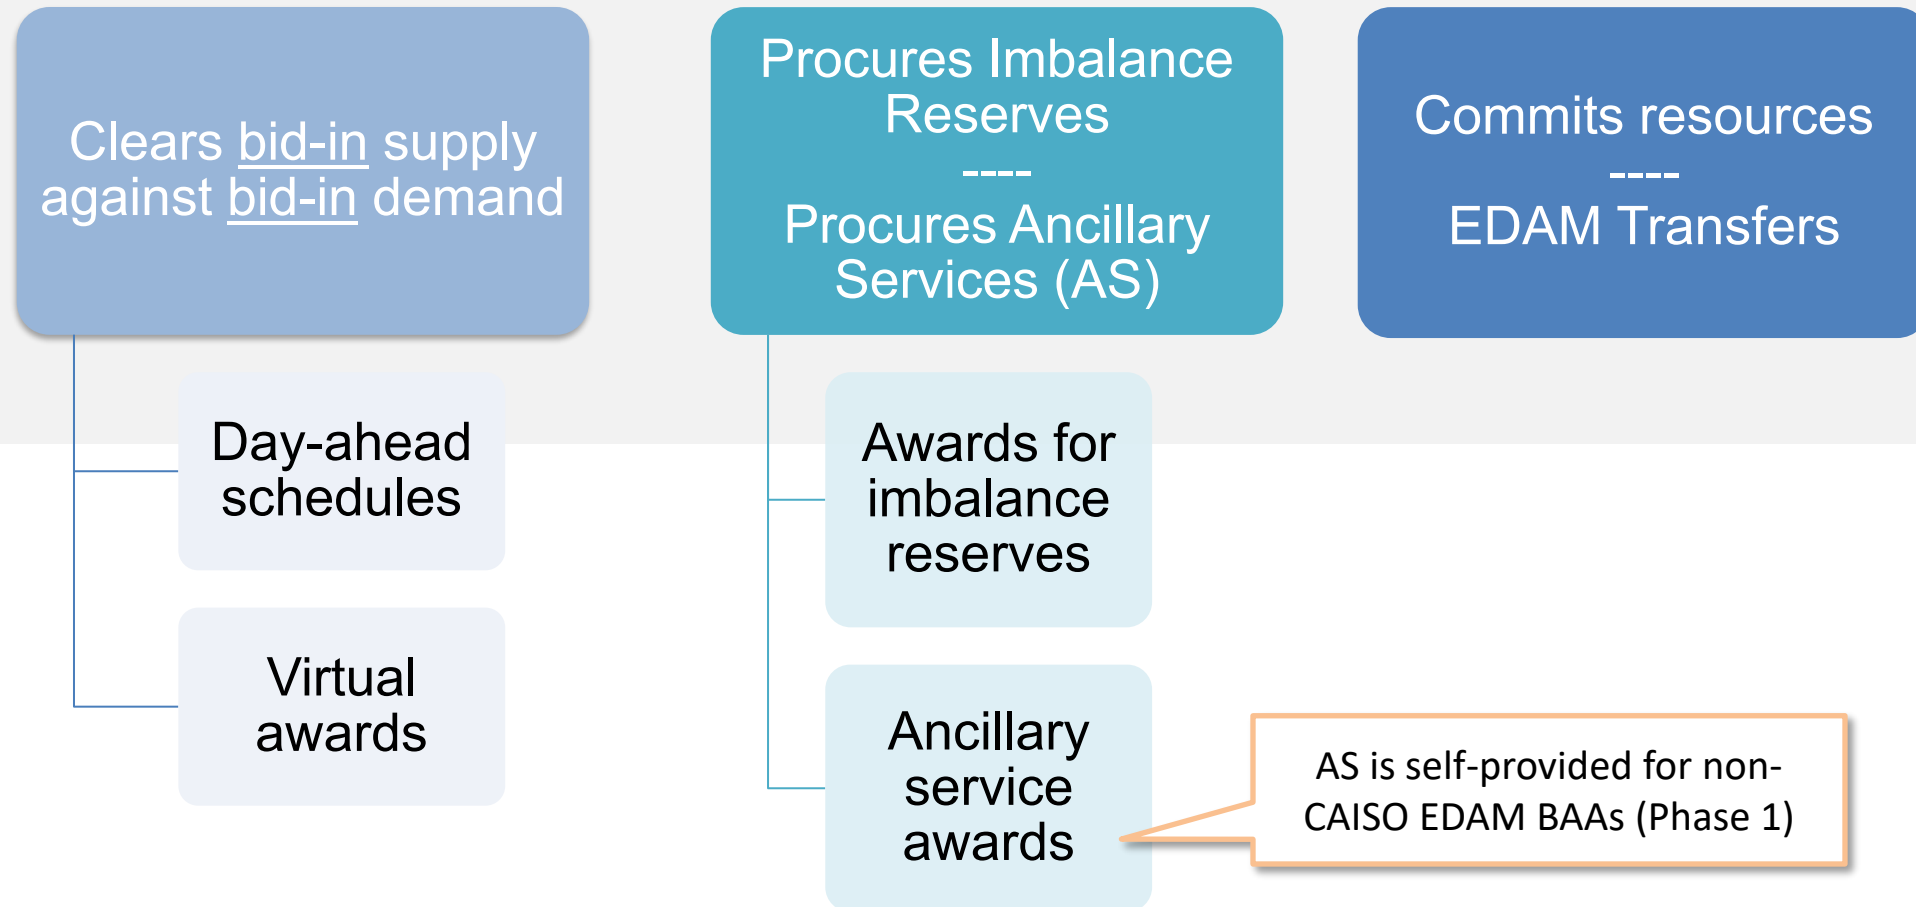 Clears bid-in supply
against bid-in demand
Day-ahead
schedules
Virtual
awards
Procures Imbalance
Reserves
----
Procures Ancillary
Services (AS)
Awards for
imbalance
reserves
Ancillary
service
awards
AS is self-provided for non-
CAISO EDAM BAAs (Phase 1)
Commits resources
----
EDAM Transfers